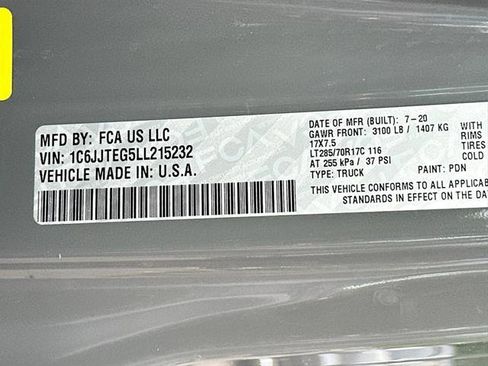 MFD BY: FCA US LLC
VIN: 1C6JJTEG5LL215232
VEHICLE MADE IN: U.S.A.
DATE OF MFR (BUILT): 7-20
GAWR FRONT: 3100 LB / 1407 KG WITH
17X7.5 RIMS
LT285/70R17C 116 TIRES
AT 255 kPa / 37 PSI
TYPE: TRUCK PAINT: PDN
THIS VEHICLE CONFORMS TO ALL APPLICABLE
STANDARDS IN EFFECT ON THE DA